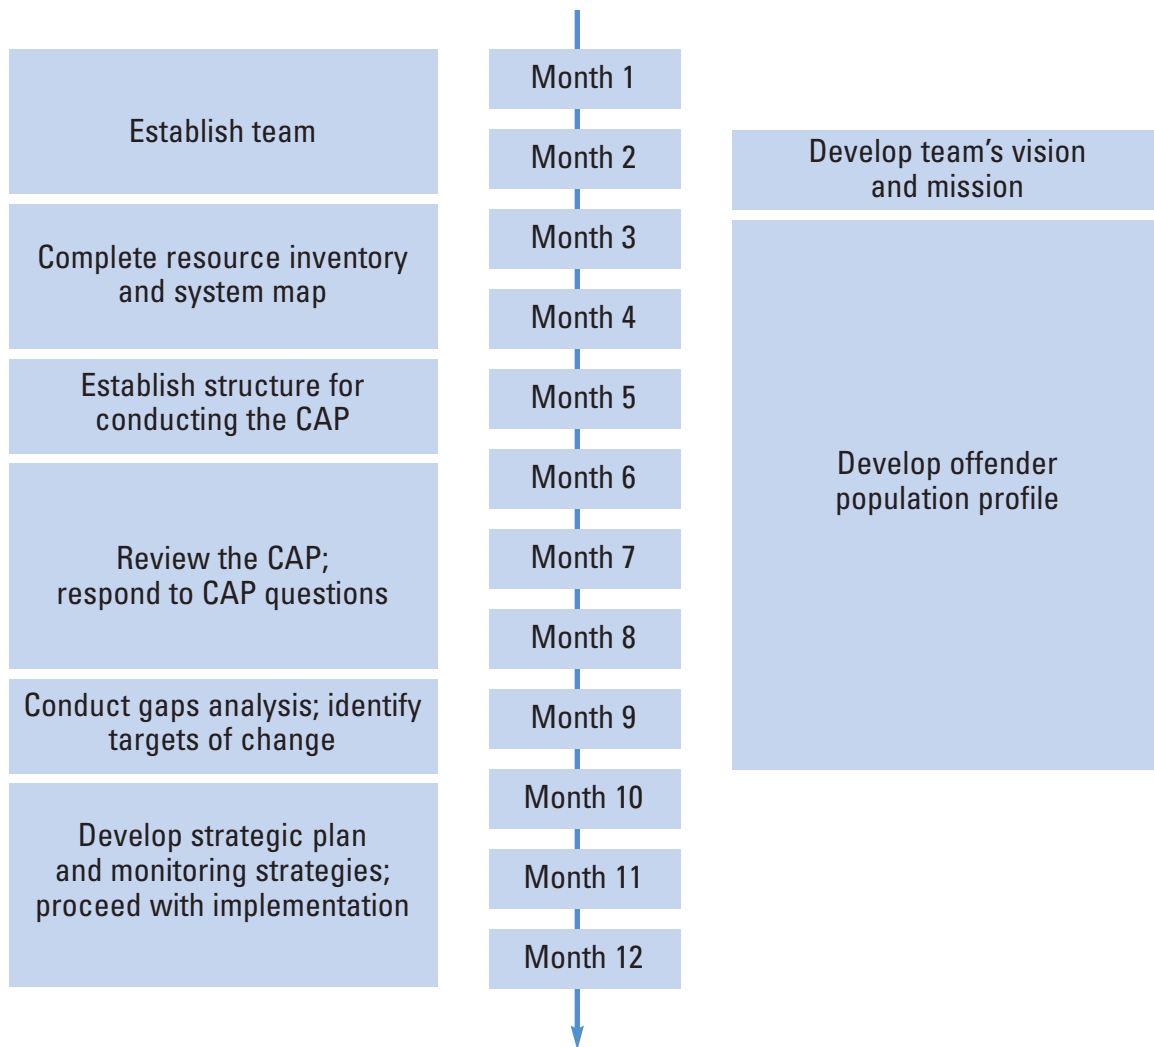 Establish team
Complete resource inventory
and system map
Establish structure for
conducting the CAP
Review the CAP;
respond to CAP questions
Conduct gaps analysis; identify
targets of change
Develop strategic plan
and monitoring strategies;
proceed with implementation
Month 1
Month 2
Month 3
Month 4
Month 5
Month 6
Month 7
Month 8
Month 9
Month 10
Month 11
Month 12
Develop team’s vision
and mission
Develop offender
population profile